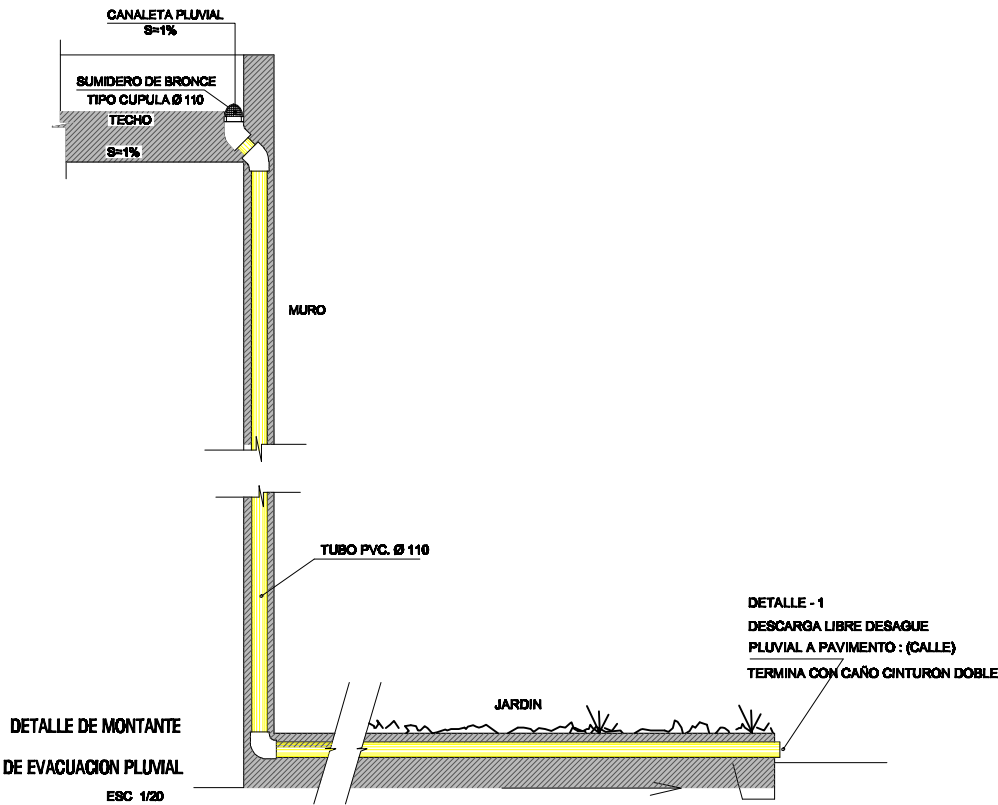 CANALETA PLUVIAL
S=1%
SUMIDERO DE BRONCE
TIPO CUPULA Ø 110
TECHO
S=1%
MURO
TUBO PVC. Ø 110
DETALLE - 1
DESCARGA LIBRE DESAGUE
PLUVIAL A PAVIMENTO : (CALLE)
TERMINA CON CAÑO CINTURON DOBLE
JARDIN
DETALLE DE MONTANTE
DE EVACUACION PLUVIAL
ESC 1/20